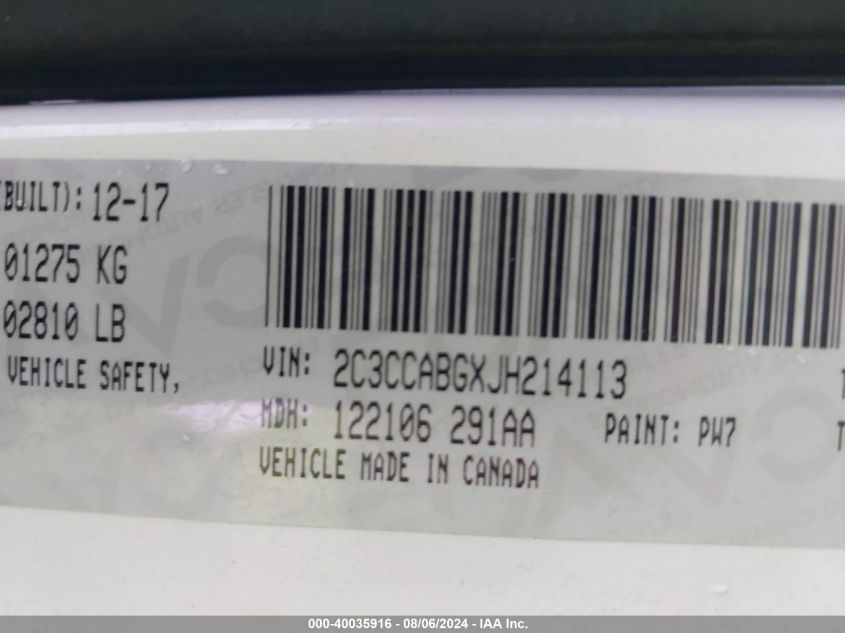 (BUILT): 12-17
01275 KG
02810 LB
VEHICLE SAFETY,
VIN: 2C3CCABGXJH214113
MDH: 122106 291AA
PAINT: PW7
VEHICLE MADE IN CANADA
000-40035916 - 08/06/2024 - IAA Inc.